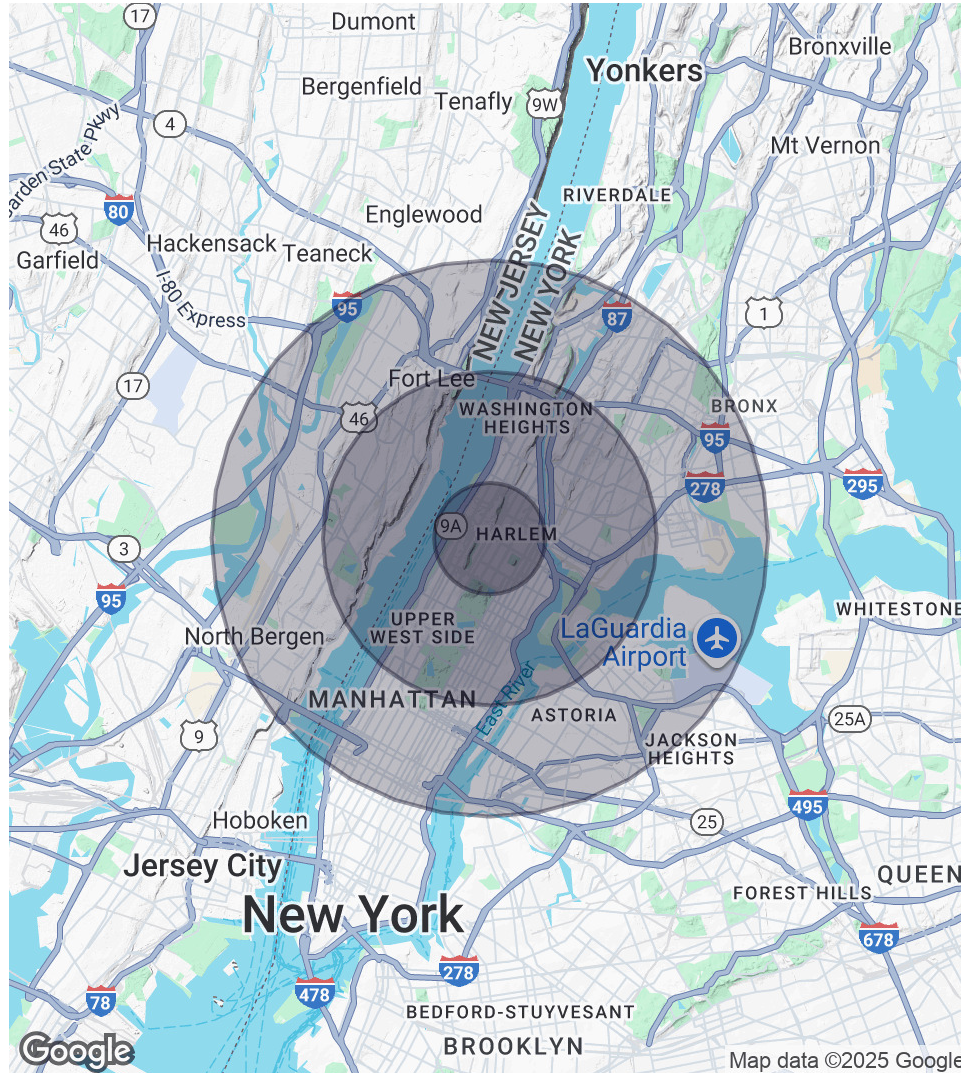 17
Dumont
Bronxville
Bergenfield
Yonkers
Tenafly
9W
4
Mt Vernon
arden State Pkwy
80
RIVERDALE
46
Englewood
Hackensack
Teaneck
Garfield
NEW JERSEY
NEW YORK
I-80 Express
95
87
1
17
Fort Lee
46
WASHINGTON
HEIGHTS
BRONX
95
278
295
9A
HARLEM
3
95
WHITESTONE
UPPER
WEST SIDE
North Bergen
LaGuardia
Airport
MANHATTAN
East River
ASTORIA
9
25A
JACKSON
HEIGHTS
495
Hoboken
25
Jersey City
QUEEN
FOREST HILLS
New York
678
278
78
478
BEDFORD-STUYVESANT
BROOKLYN
Google
Map data ©2025 Google